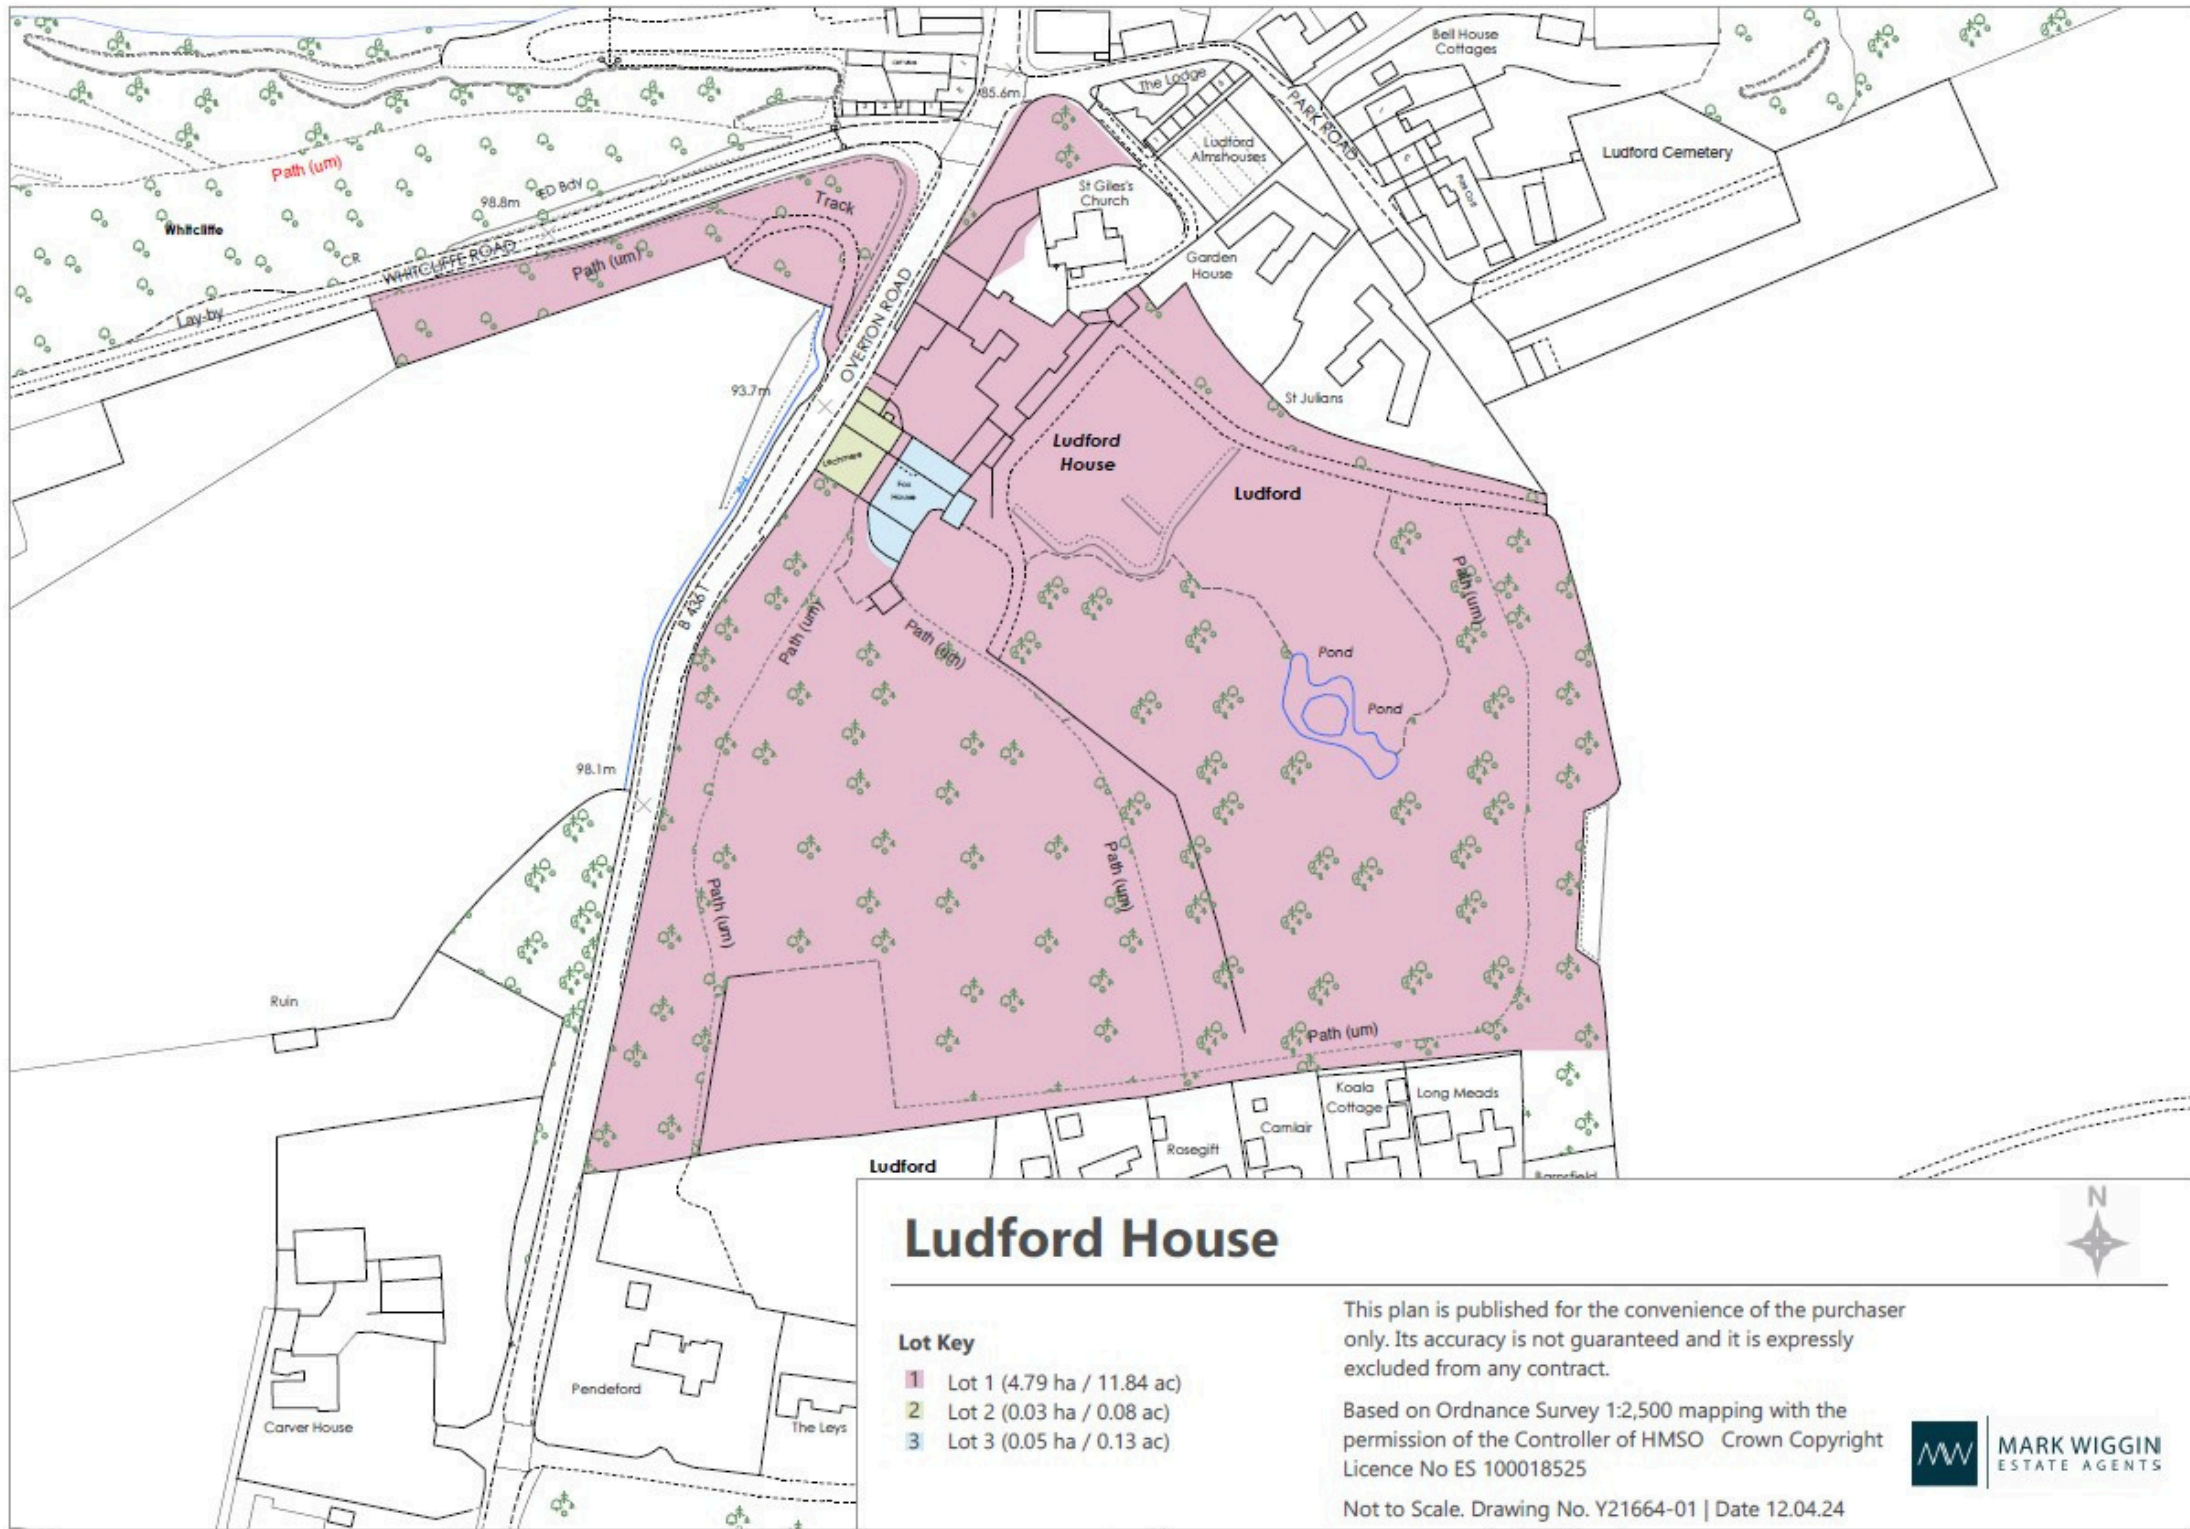 Bell House
Cottages
85.6m
The Lodge
PARK ROAD
Ludford
Almshouses
Ludford Cemetery
Path (um)
98.8m
ED Bdy
Track
St Giles's
Church
Whitcliffe
CR
WHITCLIFFE ROAD
Path (um)
Garden
House
Lay-by
OVERTON ROAD
93.7m
St Julians
Ludford
House
Ludford
Fox
House
B 4361
Path (um)
Path (um)
Path (um)
Pond
Pond
98.1m
Path (um)
Path (um)
Ruin
Path (um)
Koala
Cottage
Long Meads
Camlair
Rosegift
Ludford
Barnsfield
Pendeford
Carver House
The Leys
N
Ludford House
Lot Key
1 Lot 1 (4.79 ha / 11.84 ac)
2 Lot 2 (0.03 ha / 0.08 ac)
3 Lot 3 (0.05 ha / 0.13 ac)
This plan is published for the convenience of the purchaser
only. Its accuracy is not guaranteed and it is expressly
excluded from any contract.
Based on Ordnance Survey 1:2,500 mapping with the
permission of the Controller of HMSO Crown Copyright
Licence No ES 100018525
Not to Scale. Drawing No. Y21664-01 | Date 12.04.24
MW
MARK WIGGIN
ESTATE AGENTS